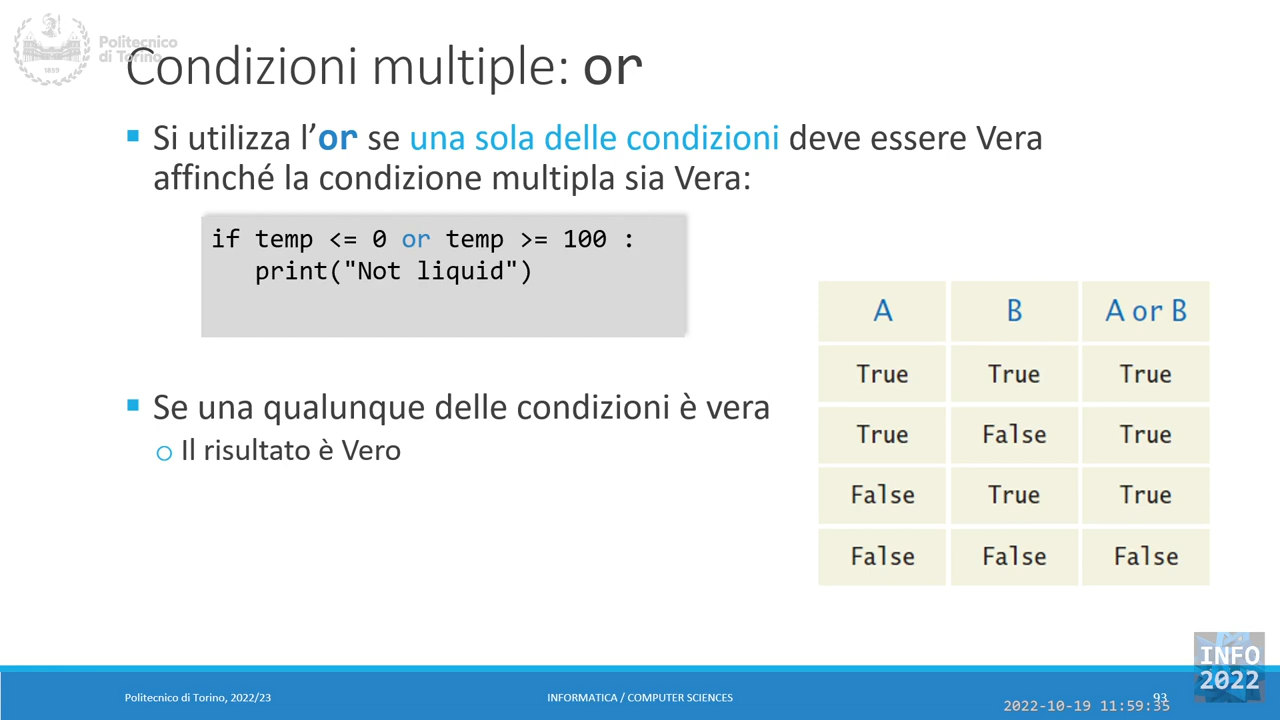 Politecnico
di Torino
1859
Condizioni multiple: or
Si utilizza l’or se una sola delle condizioni deve essere Vera
affinché la condizione multipla sia Vera:
if temp <= 0 or temp >= 100 :
print("Not liquid")
A B A or B
True True True
True False True
False True True
False False False
Se una qualunque delle condizioni è vera
Il risultato è Vero
INFO
2022
Politecnico di Torino, 2022/23 INFORMATICA / COMPUTER SCIENCES 93
2022-10-19 11:59:35